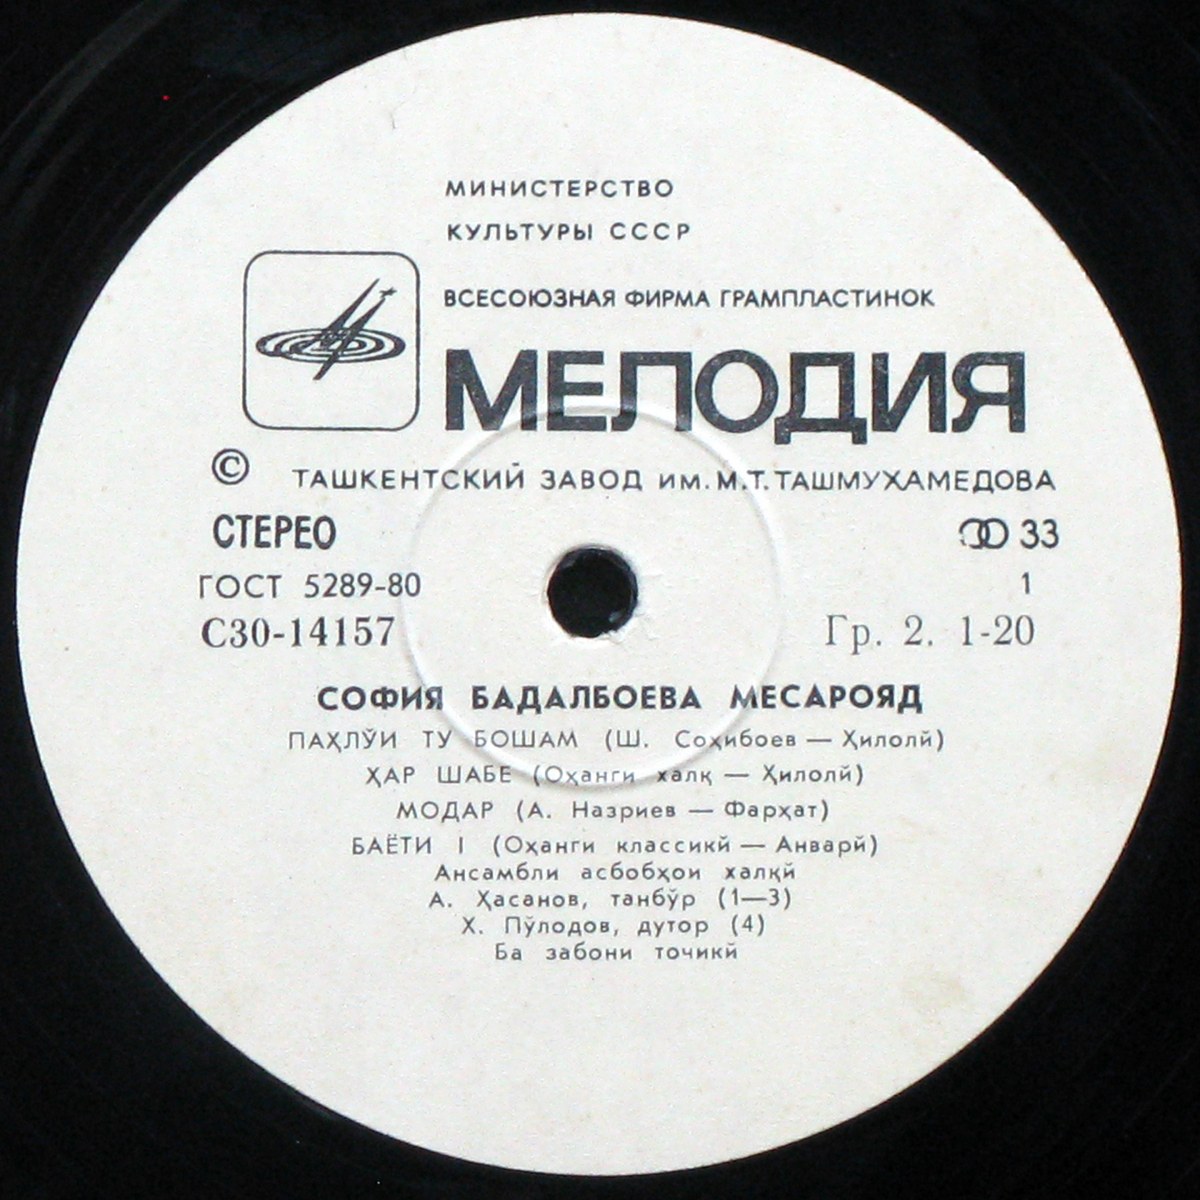 МИНИСТЕРСТВО
КУЛЬТУРЫ СССР
ВСЕСОЮЗНАЯ ФИРМА ГРАМПЛАСТИНОК
МЕЛОДИЯ
© ТАШКЕНТСКИЙ ЗАВОД ИМ. М.Т. ТАШМУХАМЕДОВА
СТЕРЕО 33
ГОСТ 5289-80 1
С30-14157 Гр. 2. 1-20
СОФИЯ БАДАЛБОЕВА МЕСАРОЯД
ПАҲЛӮИ ТУ БОШАМ (Ш. Соҳибоев — Ҳилолӣ)
ҲАР ШАБЕ (Оҳанги халқ — Ҳилолӣ)
МОДАР (А. Назриев — Фарҳат)
БАЁТИ I (Оҳанги классикӣ — Анварӣ)
Ансамбли асбобҳои халқӣ
А. Ҳасанов, танбӯр (1—3)
Х. Пӯлодов, дутор (4)
Ба забони точикӣ